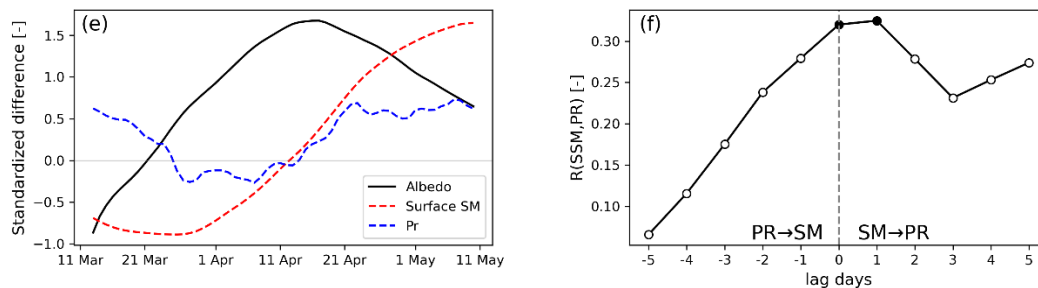 (e)
Standardized difference [-]
1.5
1.0
0.5
0.0
−0.5
−1.0
11 Mar 21 Mar 1 Apr 11 Apr 21 Apr 1 May 11 May
Albedo
Surface SM
Pr
(f)
R(SSM,PR) [-]
0.30
0.25
0.20
0.15
0.10
PR→SM SM→PR
-5 -4 -3 -2 -1 0 1 2 3 4 5
lag days